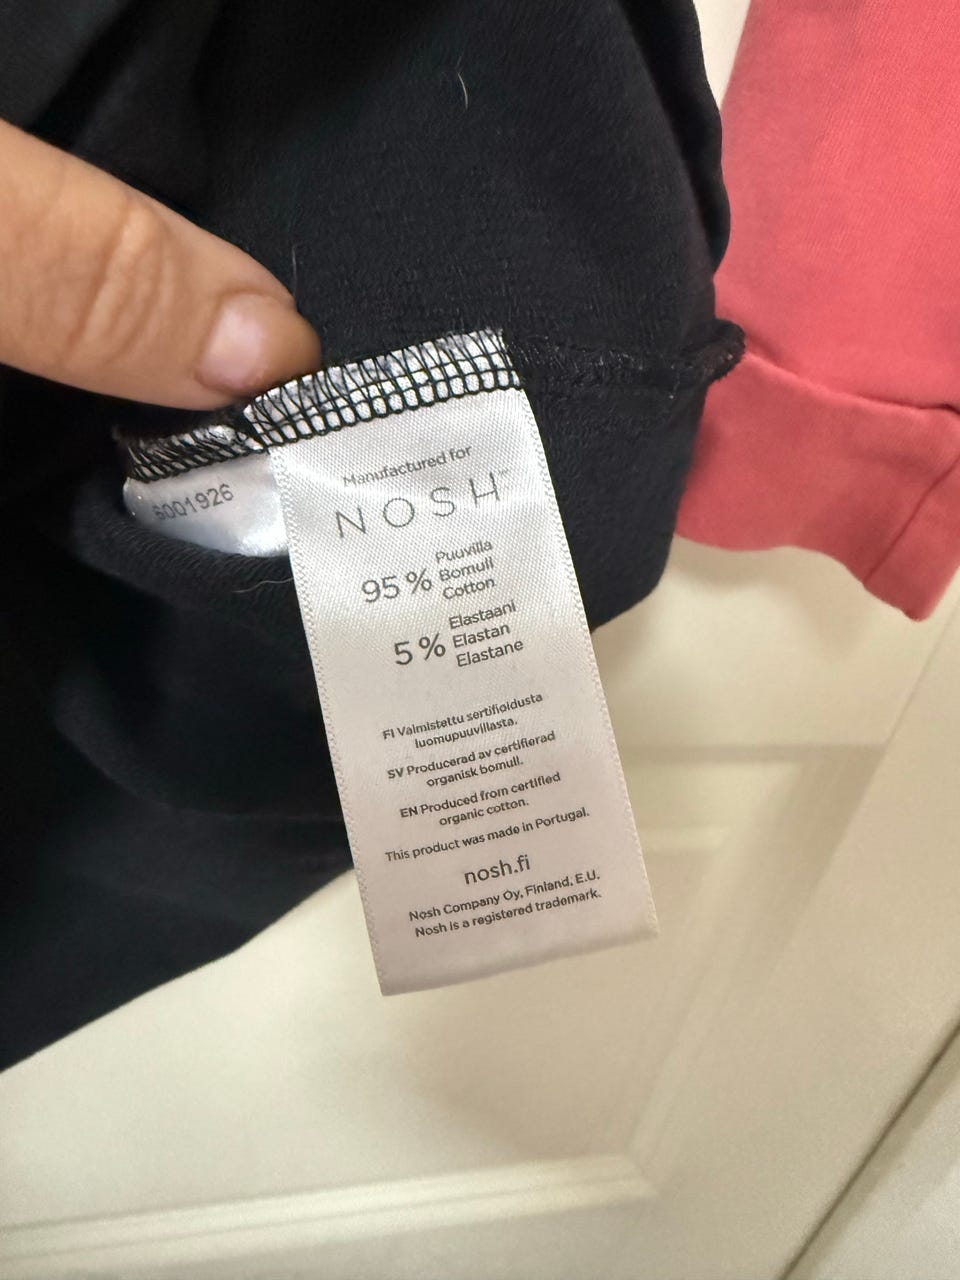 6001926
Manufactured for
NOSH™
95% Puuvilla
Bomull
Cotton
5% Elastaani
Elastan
Elastane
FI Valmistettu sertifioidusta
luomupuuvillasta.
SV Producerad av certifierad
organisk bomull.
EN Produced from certified
organic cotton.
This product was made in Portugal.
nosh.fi
Nosh Company Oy, Finland, E.U.
Nosh is a registered trademark.